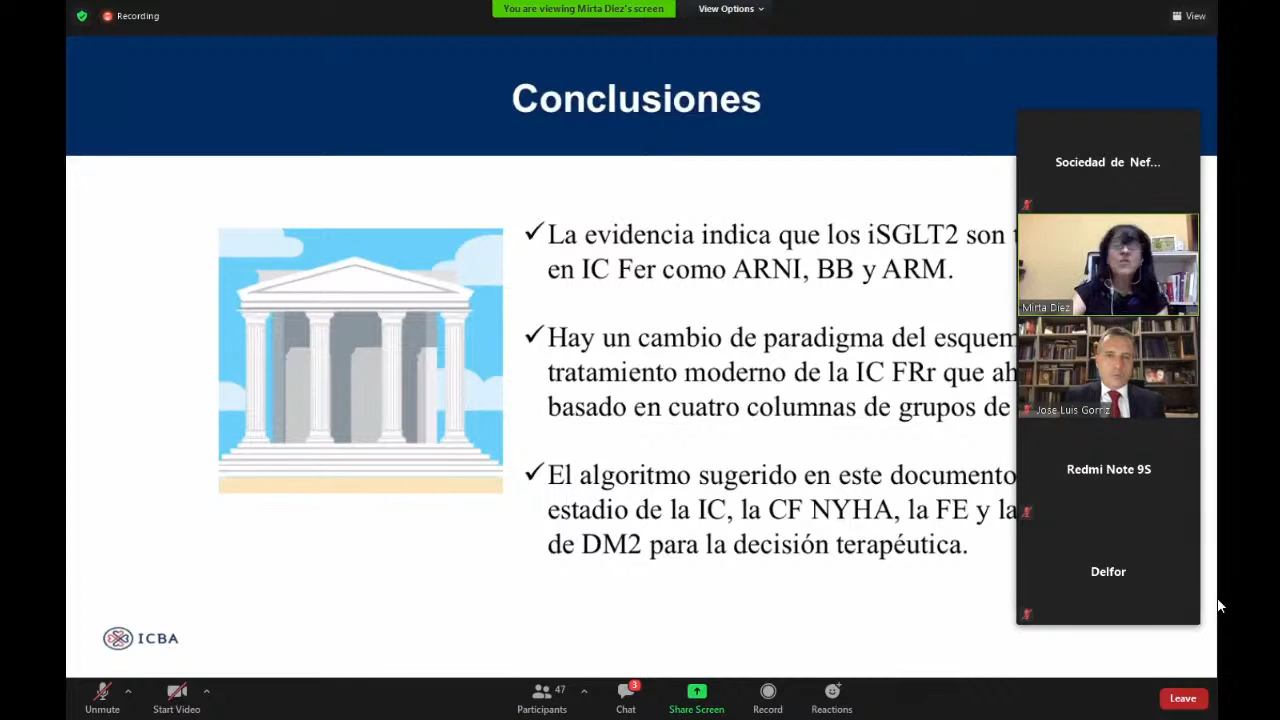 Recording
You are viewing Mirta Diez's screen
View Options
View
Conclusiones
La evidencia indica que los iSGLT2 son
en IC Fer como ARNI, BB y ARM.
Hay un cambio de paradigma del esquem
tratamiento moderno de la IC FRr que ah
basado en cuatro columnas de grupos de
El algoritmo sugerido en este documento
estadio de la IC, la CF NYHA, la FE y la
de DM2 para la decisión terapéutica.
ICBA
Sociedad de Nef...
Mirta Diez
Jose Luis Gorriz
Redmi Note 9S
Delfor
Unmute
Start Video
47
Participants
3
Chat
Share Screen
Record
Reactions
Leave